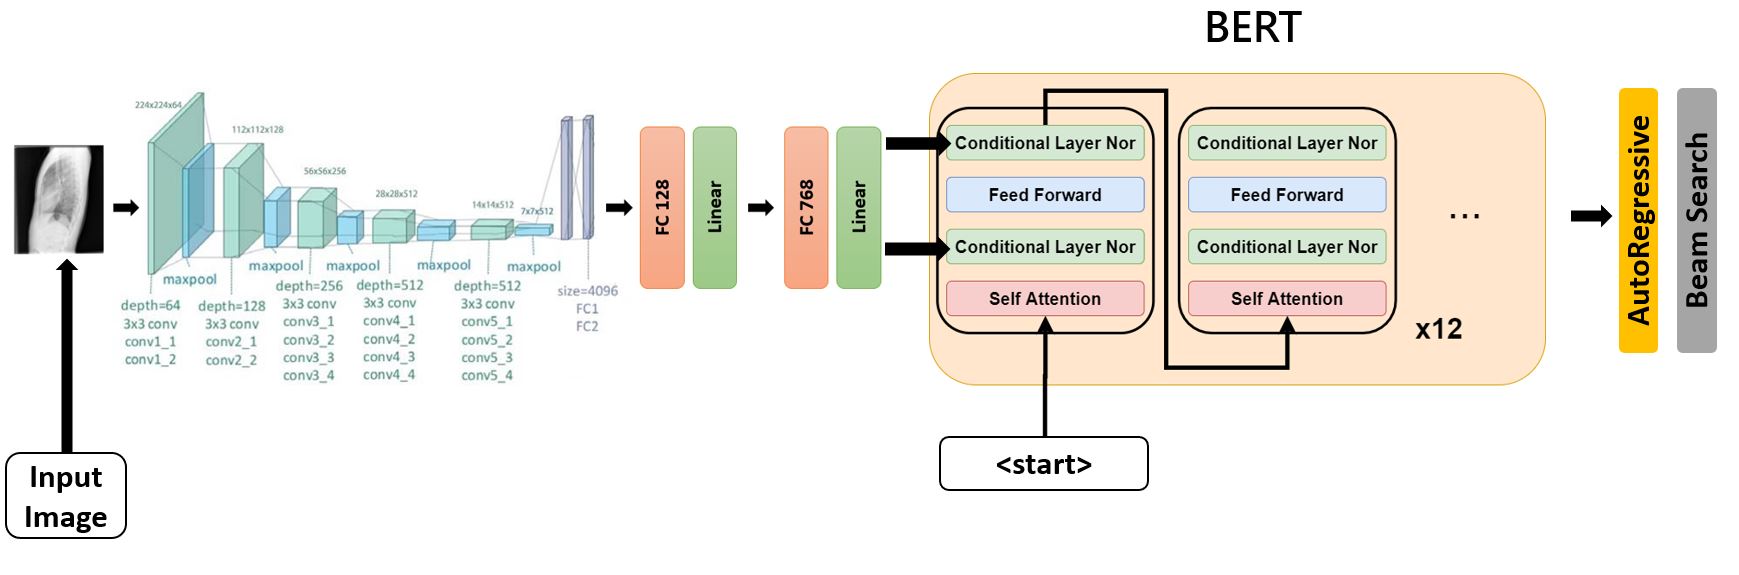 BERT
224x224x64
112x112x128
56x56x256
28x28x512
14x14x512
7x7x512
maxpool
maxpool
maxpool
maxpool
maxpool
depth=64
3x3 conv
conv1_1
conv1_2
depth=128
3x3 conv
conv2_1
conv2_2
depth=256
3x3 conv
conv3_1
conv3_2
conv3_3
conv3_4
depth=512
3x3 conv
conv4_1
conv4_2
conv4_3
conv4_4
depth=512
3x3 conv
conv5_1
conv5_2
conv5_3
conv5_4
size=4096
FC1
FC2
Input
Image
FC 128
Linear
FC 768
Linear
Conditional Layer Nor
Feed Forward
Conditional Layer Nor
Self Attention
Conditional Layer Nor
Feed Forward
Conditional Layer Nor
Self Attention
...
x12
<start>
AutoRegressive
Beam Search